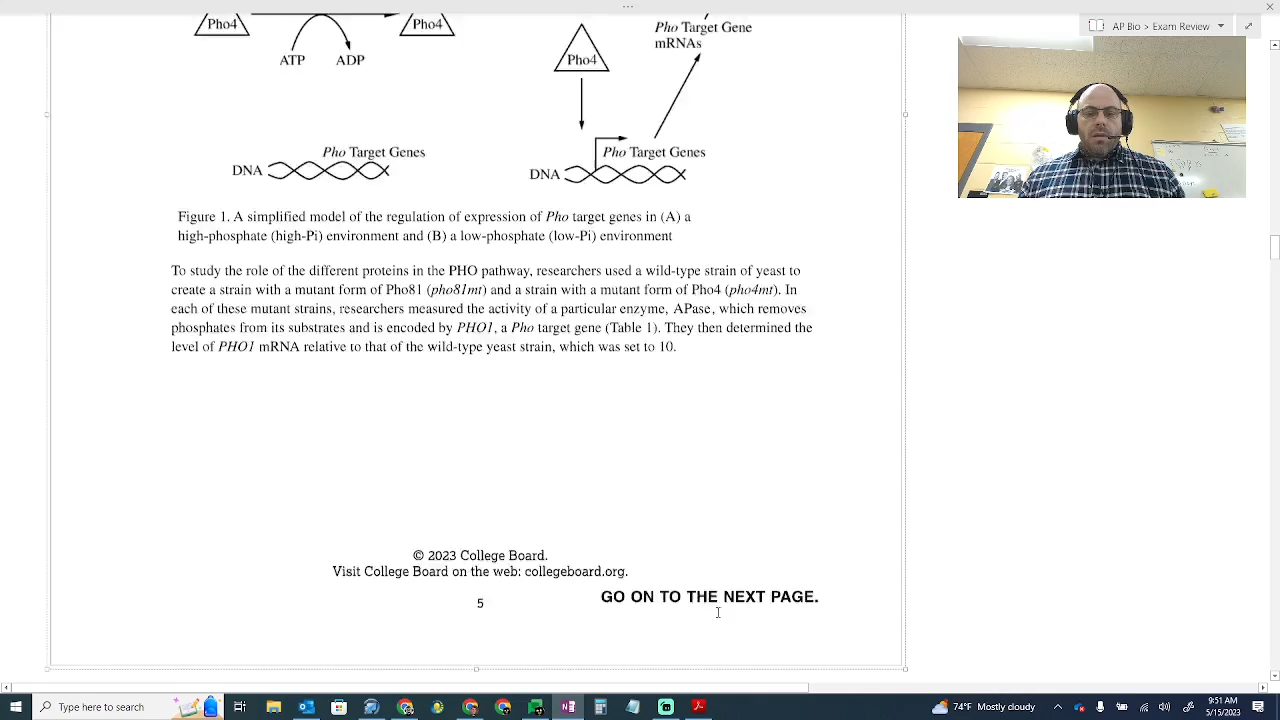 AP Bio > Exam Review
Pho4
Pho4
ATP
ADP
Pho Target Genes
DNA
Pho4
Pho Target Gene
mRNAs
Pho Target Genes
DNA
Figure 1. A simplified model of the regulation of expression of Pho target genes in (A) a
high-phosphate (high-Pi) environment and (B) a low-phosphate (low-Pi) environment
To study the role of the different proteins in the PHO pathway, researchers used a wild-type strain of yeast to
create a strain with a mutant form of Pho81 (pho81mt) and a strain with a mutant form of Pho4 (pho4mt). In
each of these mutant strains, researchers measured the activity of a particular enzyme, APase, which removes
phosphates from its substrates and is encoded by PHO1, a Pho target gene (Table 1). They then determined the
level of PHO1 mRNA relative to that of the wild-type yeast strain, which was set to 10.
© 2023 College Board.
Visit College Board on the web: collegeboard.org.
5
GO ON TO THE NEXT PAGE.
Type here to search
74°F Mostly cloudy
9:51 AM
5/15/2023